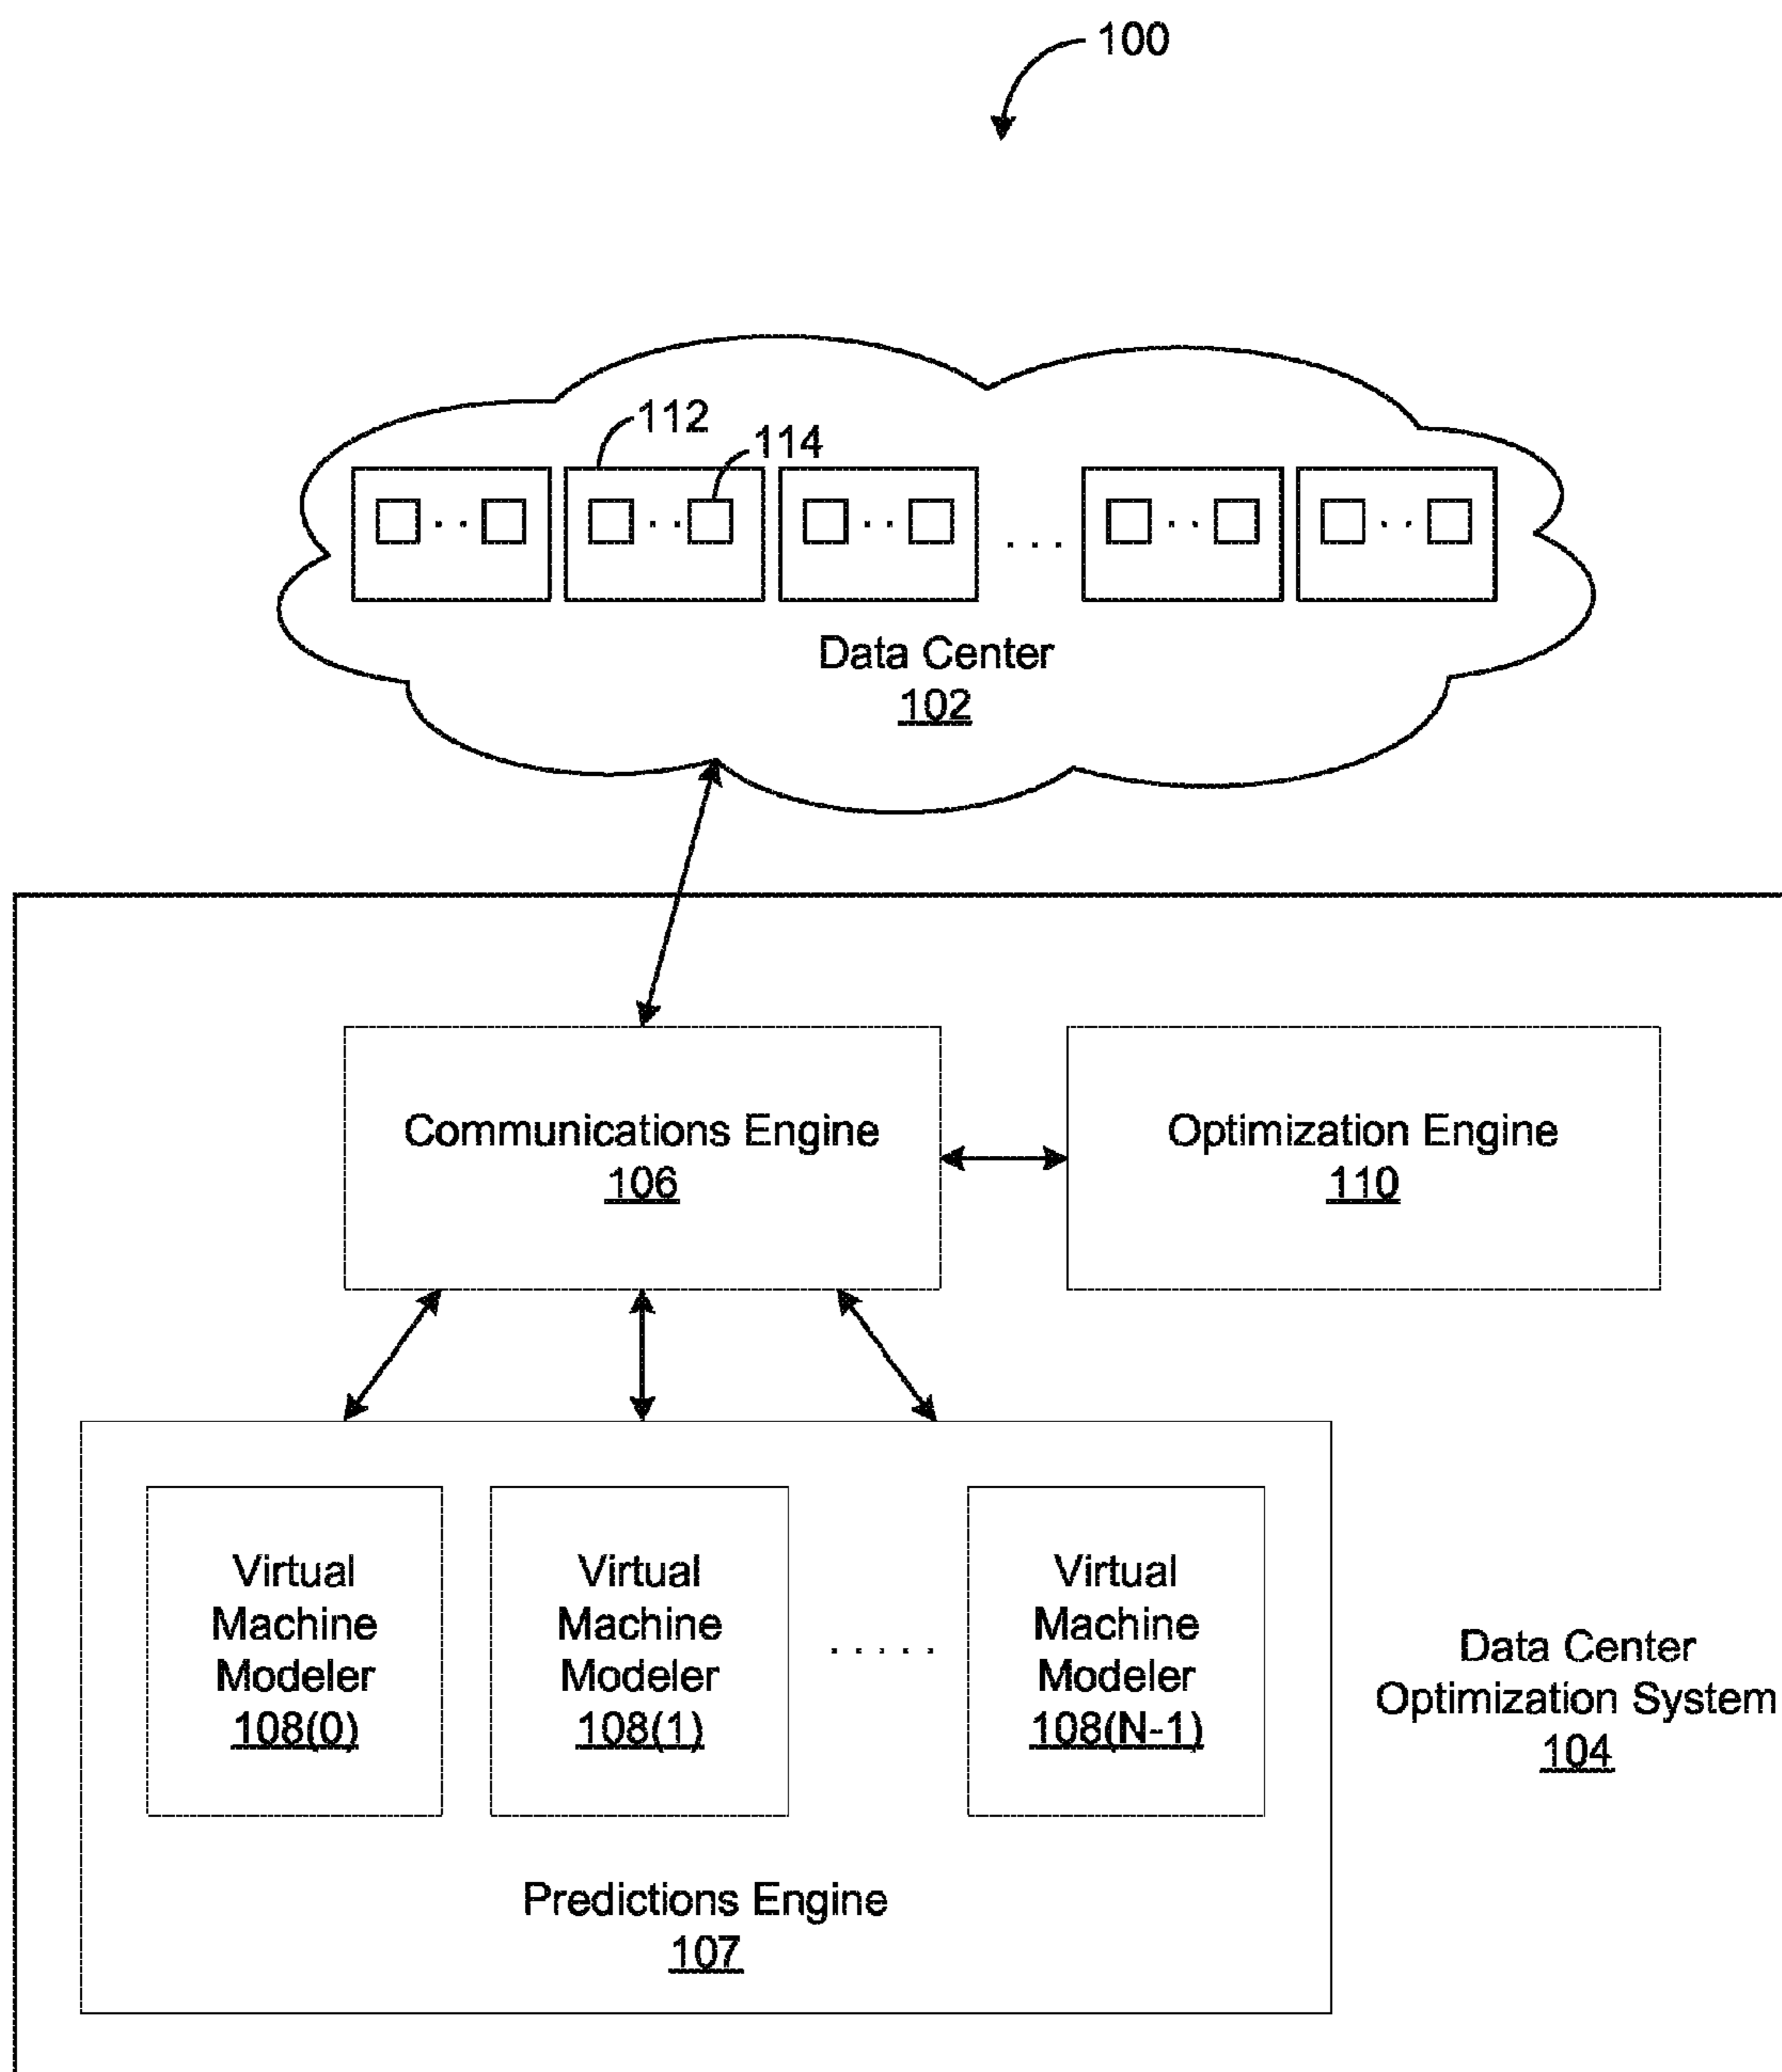 100
112
114
Data Center
102
Communications Engine
106
Optimization Engine
110
Virtual
Machine
Modeler
108(0)
Virtual
Machine
Modeler
108(1)
. . . . .
Virtual
Machine
Modeler
108(N-1)
Data Center
Optimization System
104
Predictions Engine
107